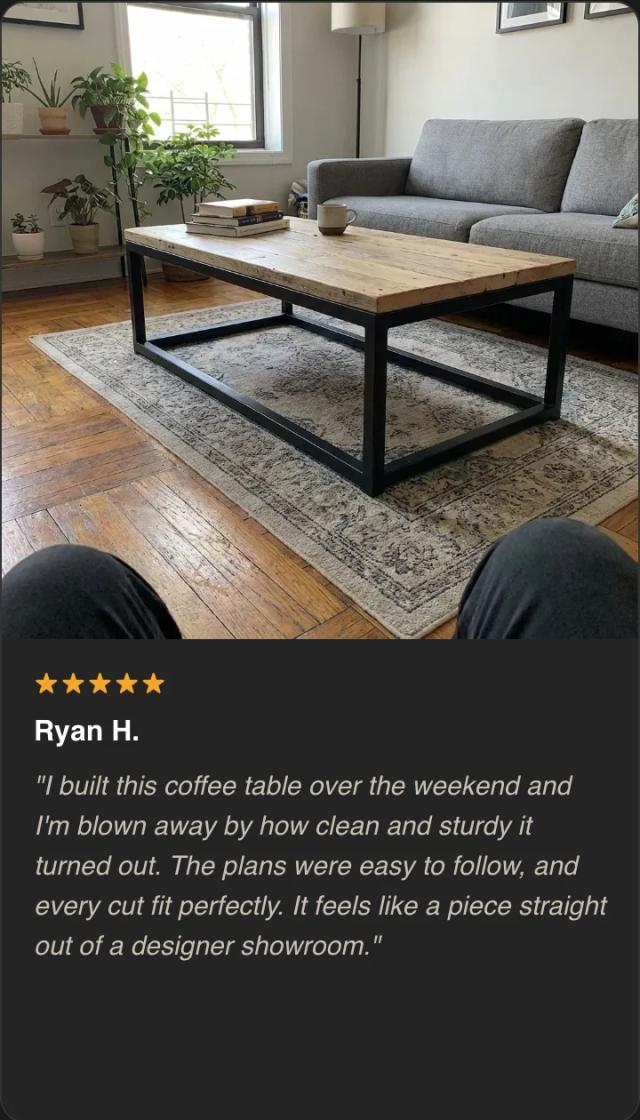 Ryan H.
"I built this coffee table over the weekend and
I'm blown away by how clean and sturdy it
turned out. The plans were easy to follow, and
every cut fit perfectly. It feels like a piece straight
out of a designer showroom."